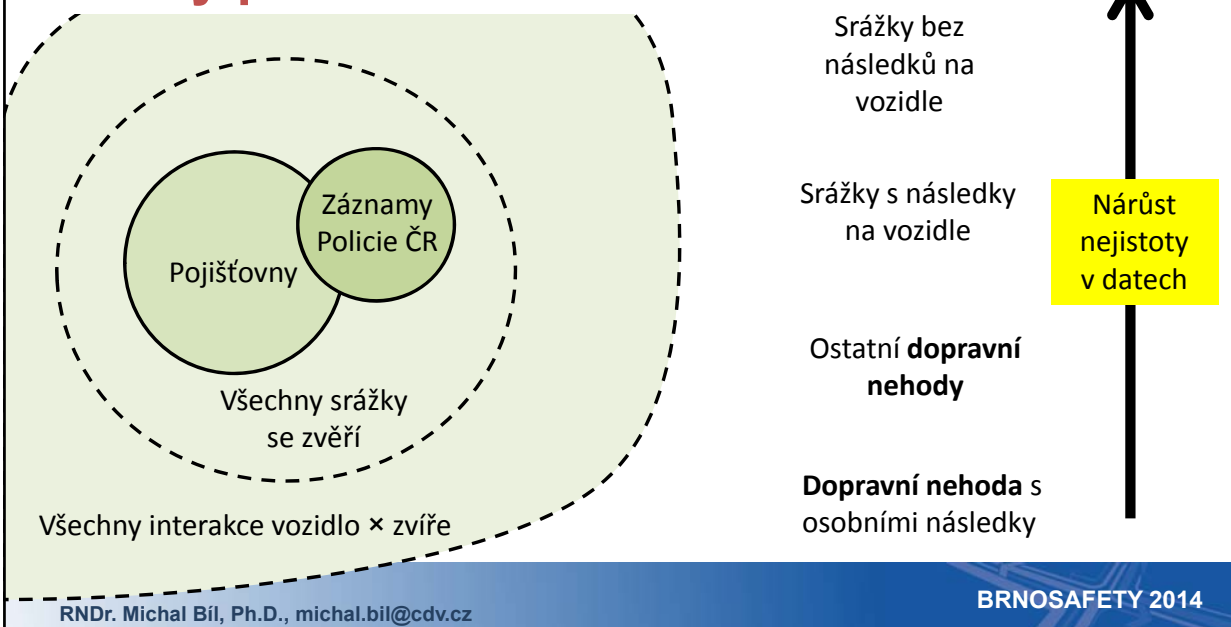 Záznamy
Policie ČR
Pojišťovny
Všechny srážky
se zvěří
Všechny interakce vozidlo × zvíře
Srážky bez
následků na
vozidle
Srážky s následky
na vozidle
Ostatní dopravní
nehody
Dopravní nehoda s
osobními následky
Nárůst
nejistoty
v datech
RNDr. Michal Bíl, Ph.D., michal.bil@cdv.cz
BRNOSAFETY 2014